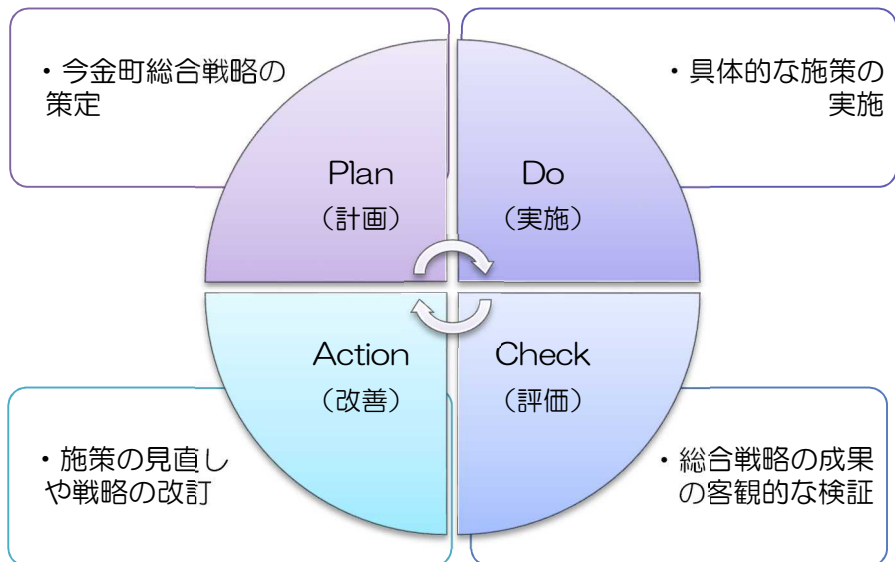 ・今金町総合戦略の
策定
・具体的な施策の
実施
Plan
（計画）
Do
（実施）
Action
（改善）
Check
（評価）
・施策の見直し
や戦略の改訂
・総合戦略の成果
の客観的な検証